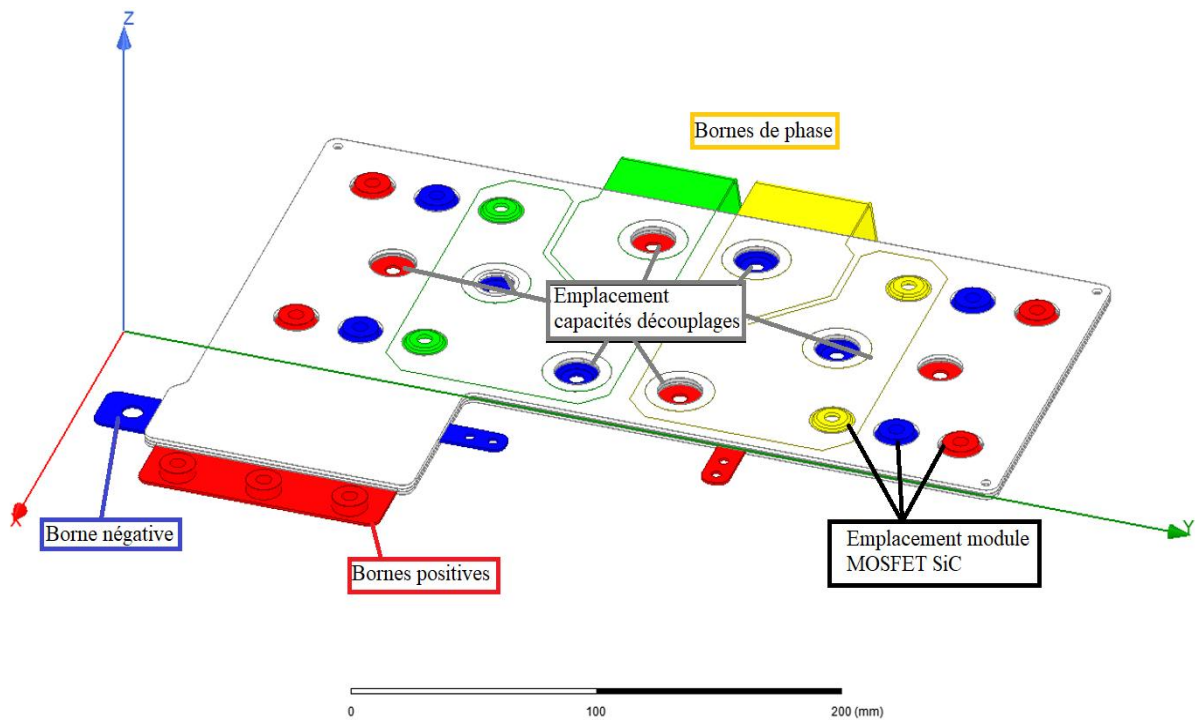 Z
Bornes de phase
Emplacement
capacités découplages
Y
X
Borne négative
Bornes positives
Emplacement module
MOSFET SiC
0
100
200 (mm)